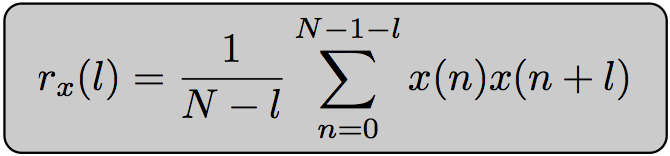 r_x(l) = \frac{1}{N-l} \sum_{n=0}^{N-1-l} x(n)x(n+l)